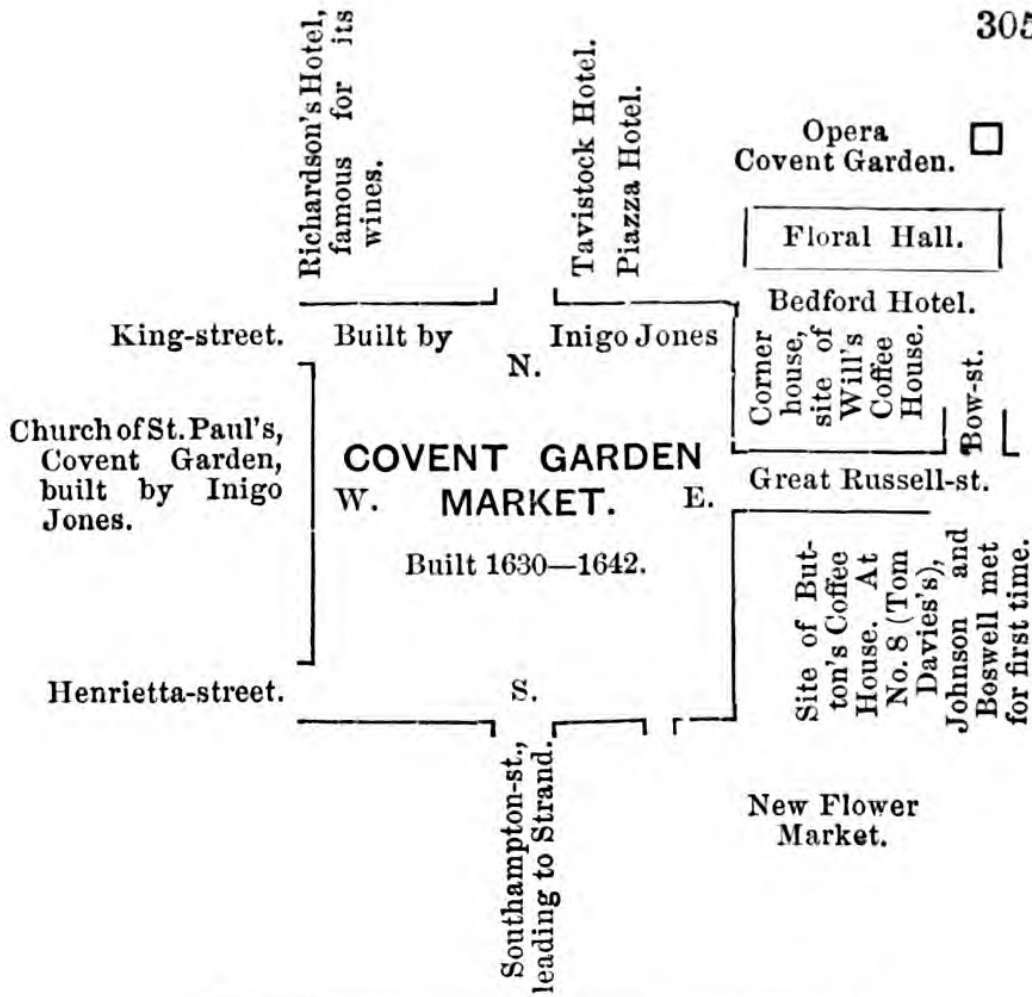 305
Richardson's Hotel,
famous for its
wines.
Tavistock Hotel.
Piazza Hotel.
Opera
Covent Garden.
Floral Hall.
Bedford Hotel.
King-street.
Built by
Inigo Jones
N.
Corner
house,
site of
Will's
Coffee
House.
Bow-st.
Church of St. Paul's,
Covent Garden,
built by Inigo
Jones.
COVENT GARDEN
MARKET.
W.
E.
Great Russell-st.
Built 1630—1642.
Site of But-
ton's Coffee
House. At
No. 8 (Tom
Davies's),
Johnson and
Boswell met
for first time.
Henrietta-street.
S.
Southampton-st.,
leading to Strand.
New Flower
Market.